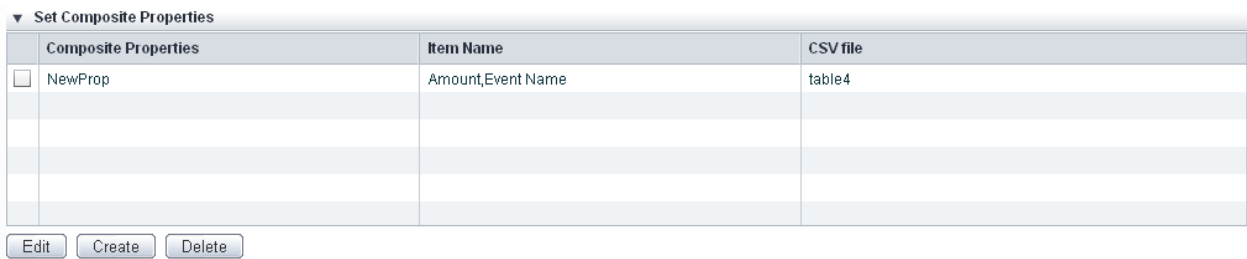 Set Composite Properties
Composite Properties Item Name CSV file
NewProp Amount,Event Name table4
Edit Create Delete